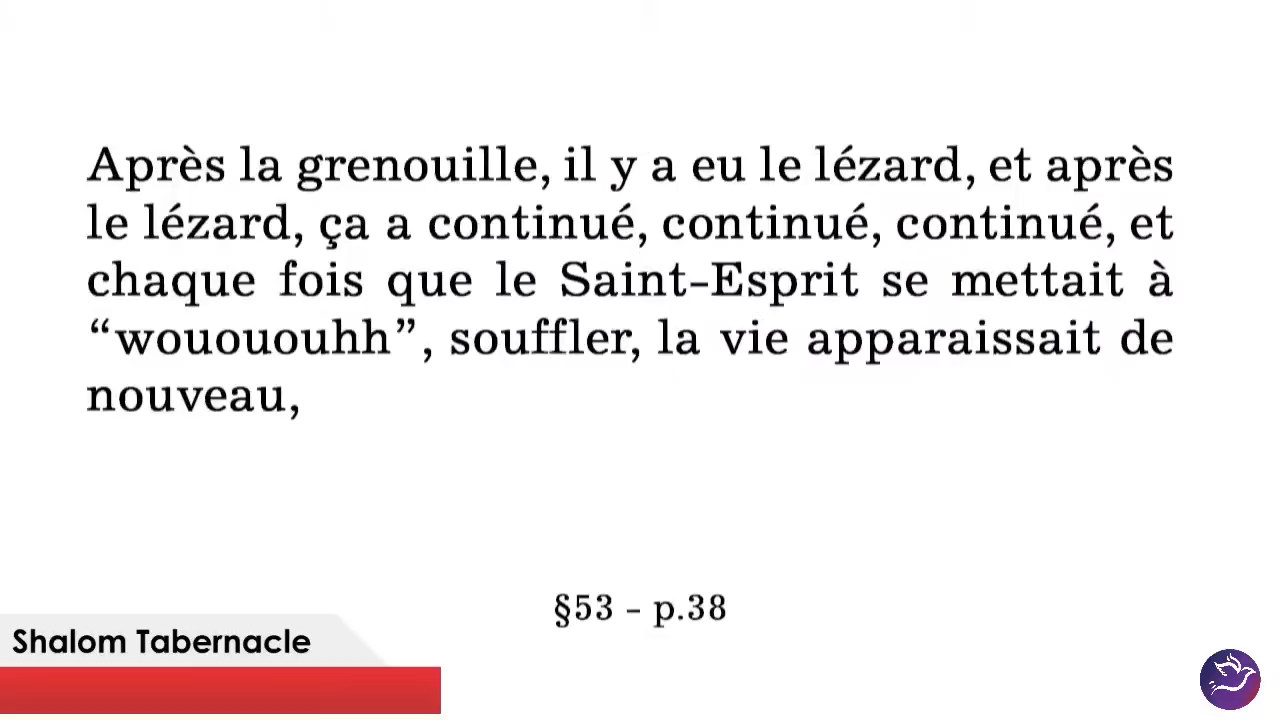 Après la grenouille, il y a eu le lézard, et après
le lézard, ça a continué, continué, continué, et
chaque fois que le Saint-Esprit se mettait à
“wouououhh”, souffler, la vie apparaissait de
nouveau,
§53 - p.38
Shalom Tabernacle